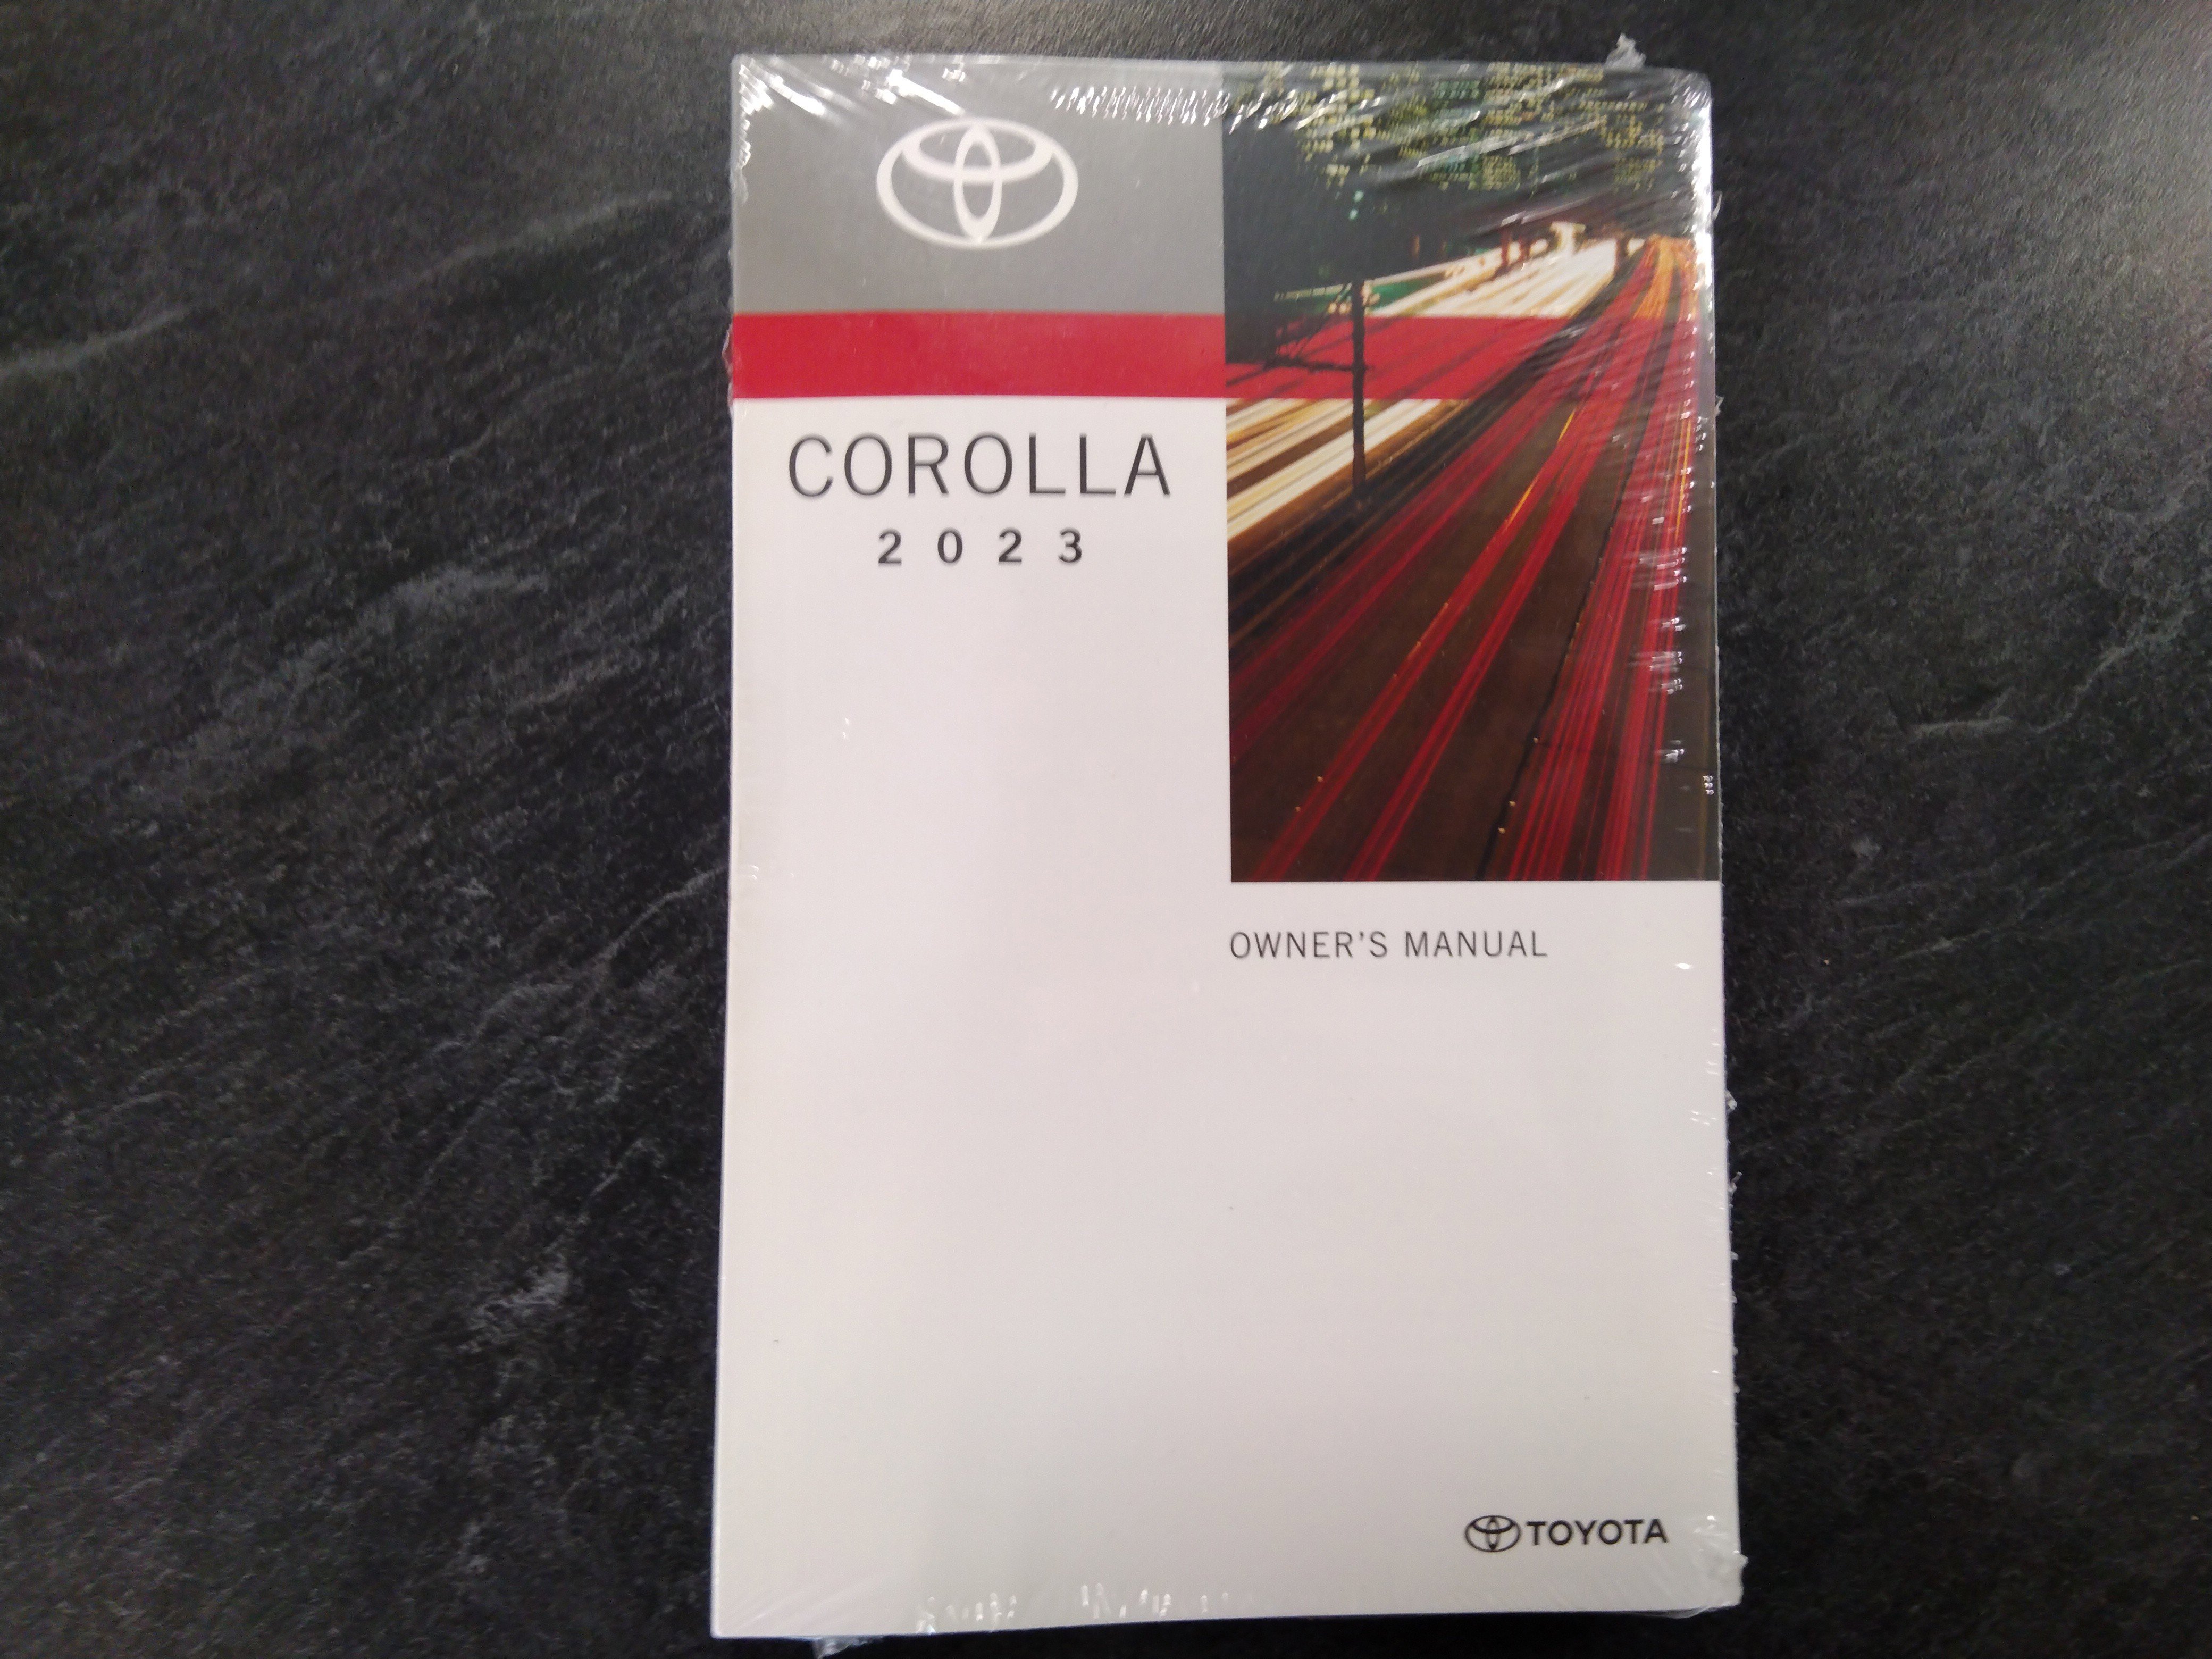 COROLLA
2023
OWNER'S MANUAL
TOYOTA